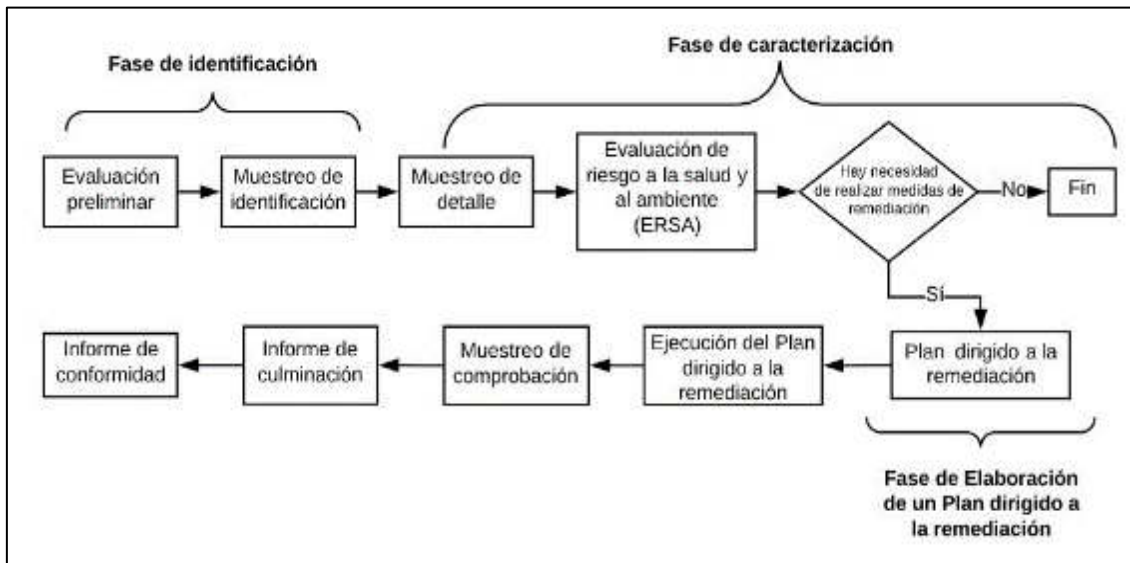 Fase de identificación
Fase de caracterización
Evaluación
preliminar
Muestreo de
identificación
Muestreo de
detalle
Evaluación de
riesgo a la salud y
al ambiente
(ERSA)
Hay necesidad
de realizar medidas de
remediación
No
Fin
Sí
Plan dirigido a la
remediación
Ejecución del Plan
dirigido a la
remediación
Muestreo de
comprobación
Informe de
culminación
Informe de
conformidad
Fase de Elaboración
de un Plan dirigido a
la remediación